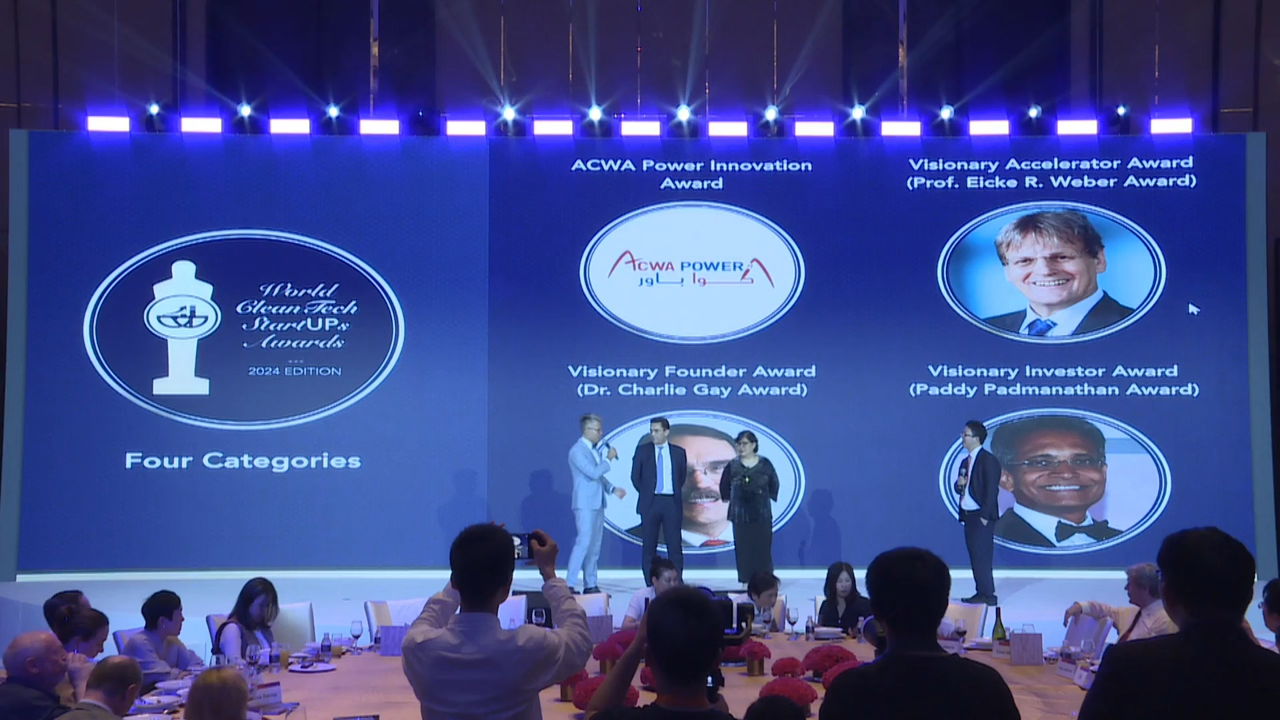 World
CleanTech
StartUPs
Awards
2024 EDITION
Four Categories
ACWA Power Innovation
Award
ACWA POWER
أكوا باور
Visionary Accelerator Award
(Prof. Eicke R. Weber Award)
Visionary Founder Award
(Dr. Charlie Gay Award)
Visionary Investor Award
(Paddy Padmanathan Award)